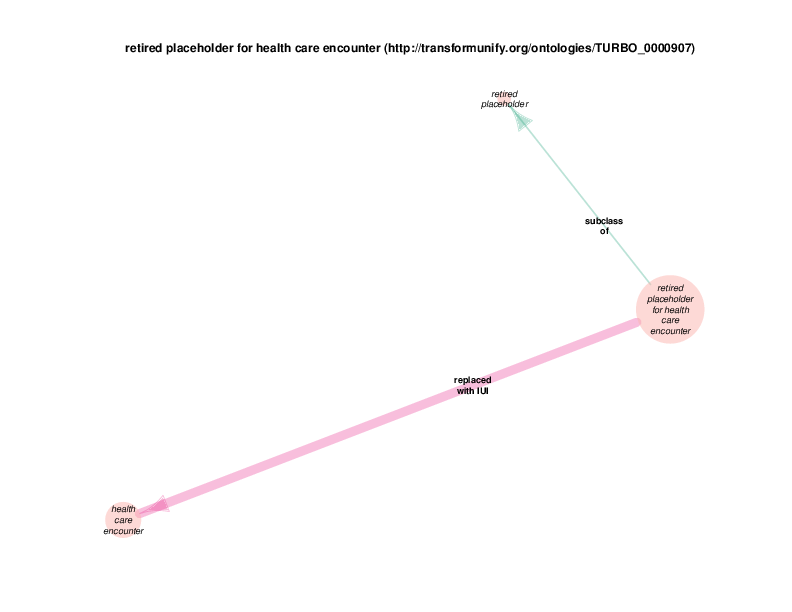 retired placeholder for health care encounter (http://transformunify.org/ontologies/TURBO_0000907)
retired
placeholder
subclass
of
retired
placeholder
for health
care
encounter
replaced
with IUI
health
care
encounter